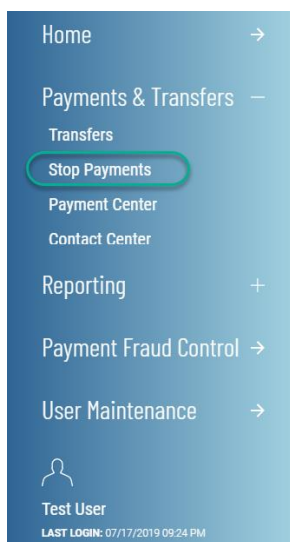 Home
Payments & Transfers
Transfers
Stop Payments
Payment Center
Contact Center
Reporting
Payment Fraud Control
User Maintenance
Test User
LAST LOGIN: 07/17/2019 09:24 PM